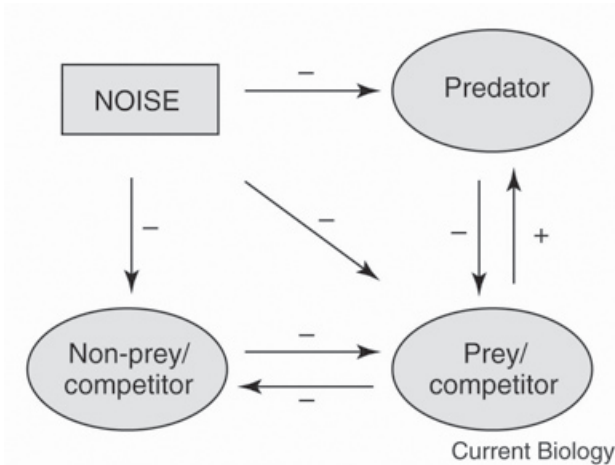 NOISE
–
Predator
–
–
–
+
Non-prey/
competitor
–
–
Prey/
competitor
Current Biology